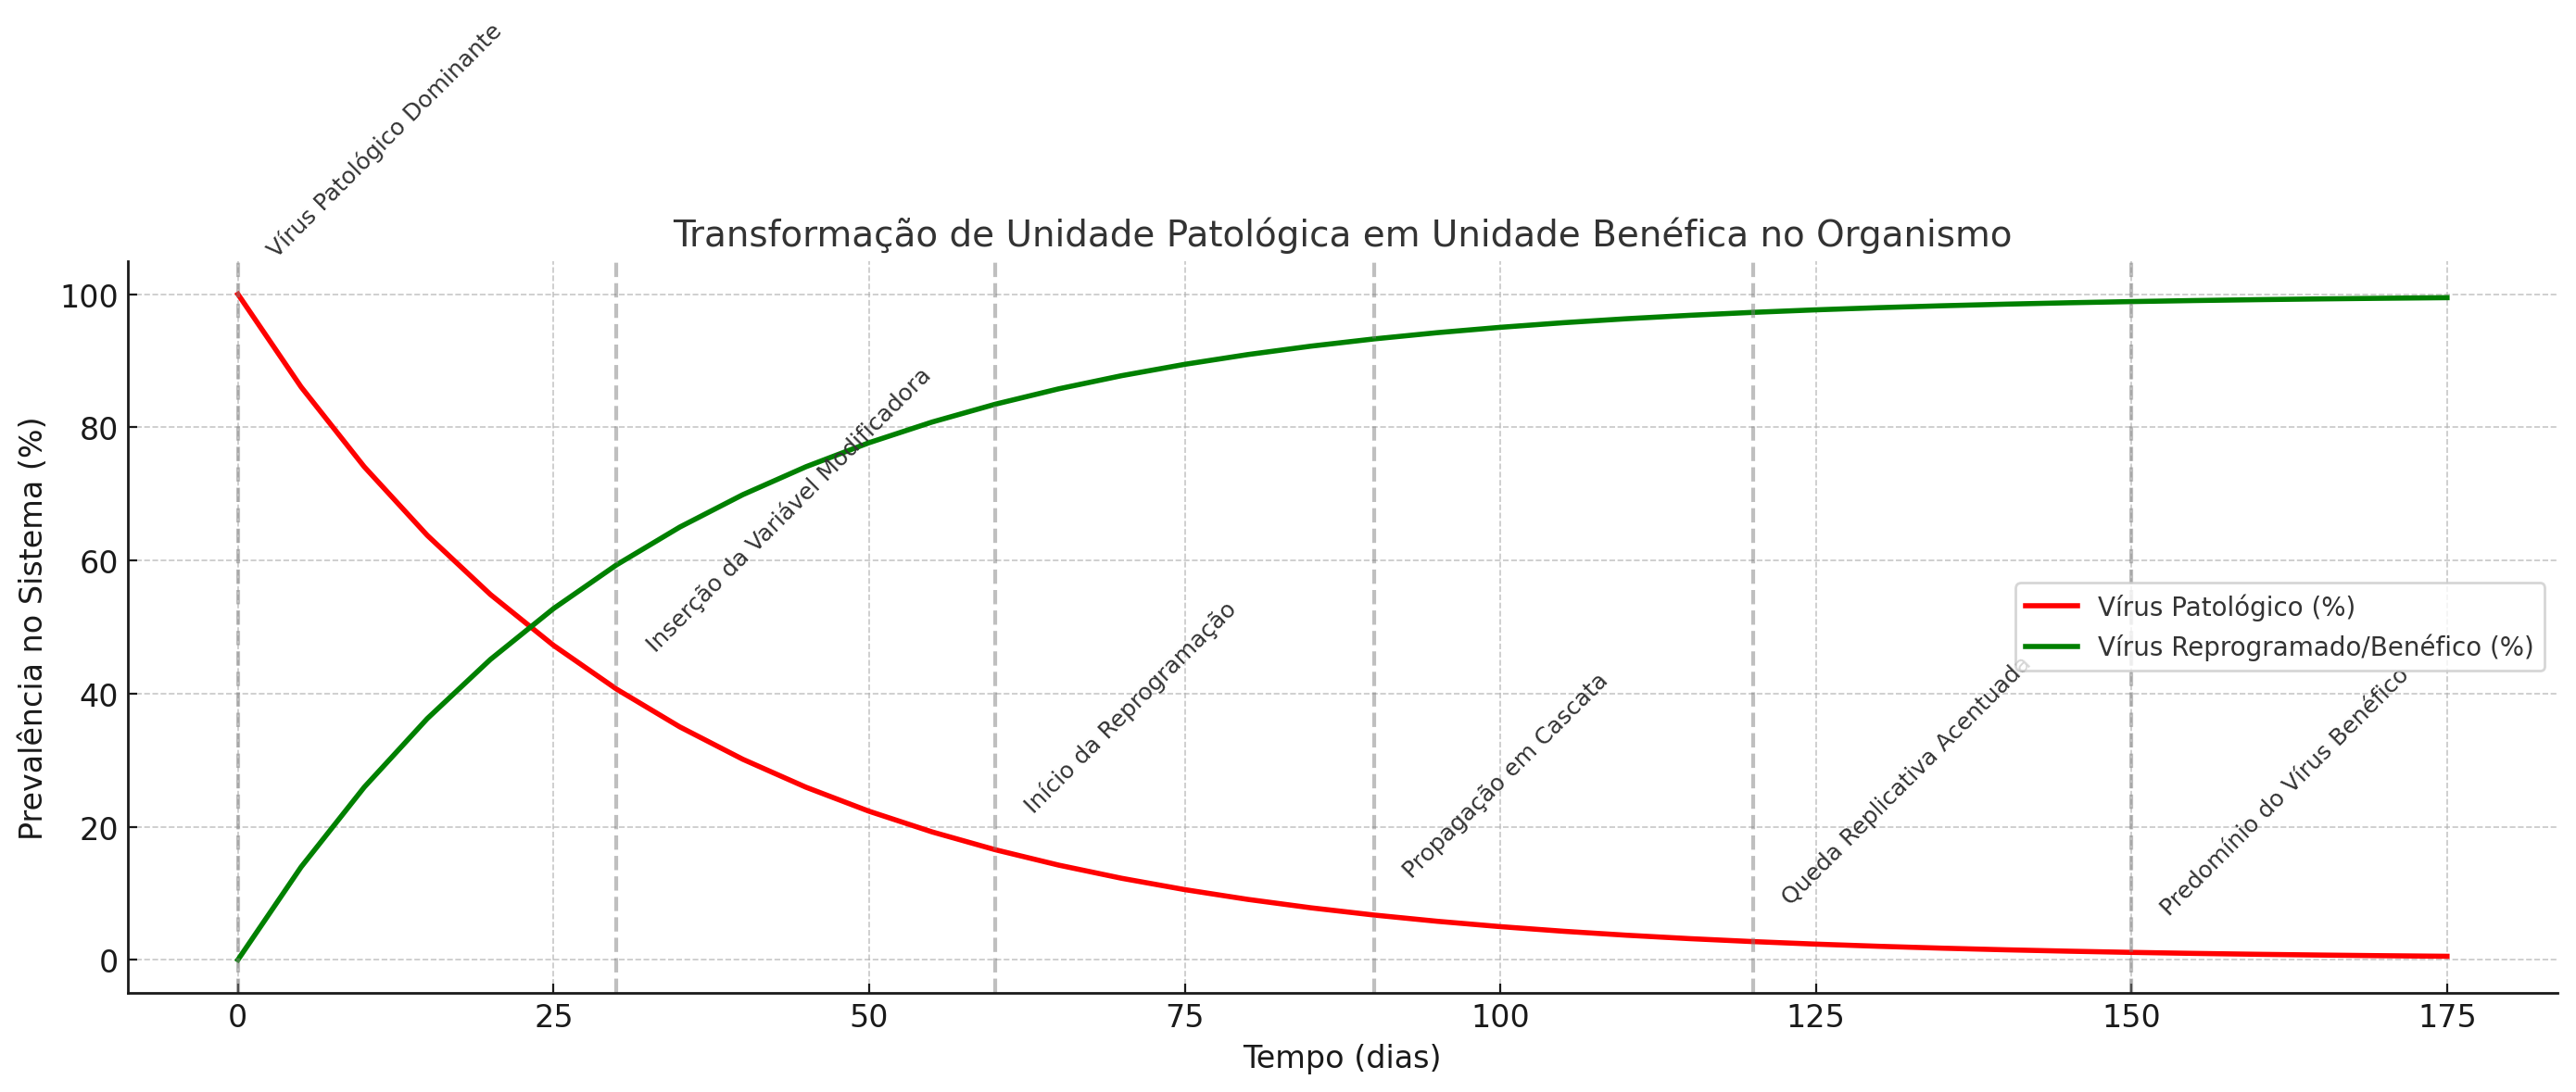 Vírus Patológico Dominante
Transformação de Unidade Patológica em Unidade Benéfica no Organismo
Prevalência no Sistema (%)
100
80
60
40
20
0
Inserção da Variável Modificadora
Início da Reprogramação
Propagação em Cascata
Queda Replicativa Acentuada
Predomínio do Vírus Benéfico
Vírus Patológico (%)
Vírus Reprogramado/Benéfico (%)
0
25
50
75
100
125
150
175
Tempo (dias)